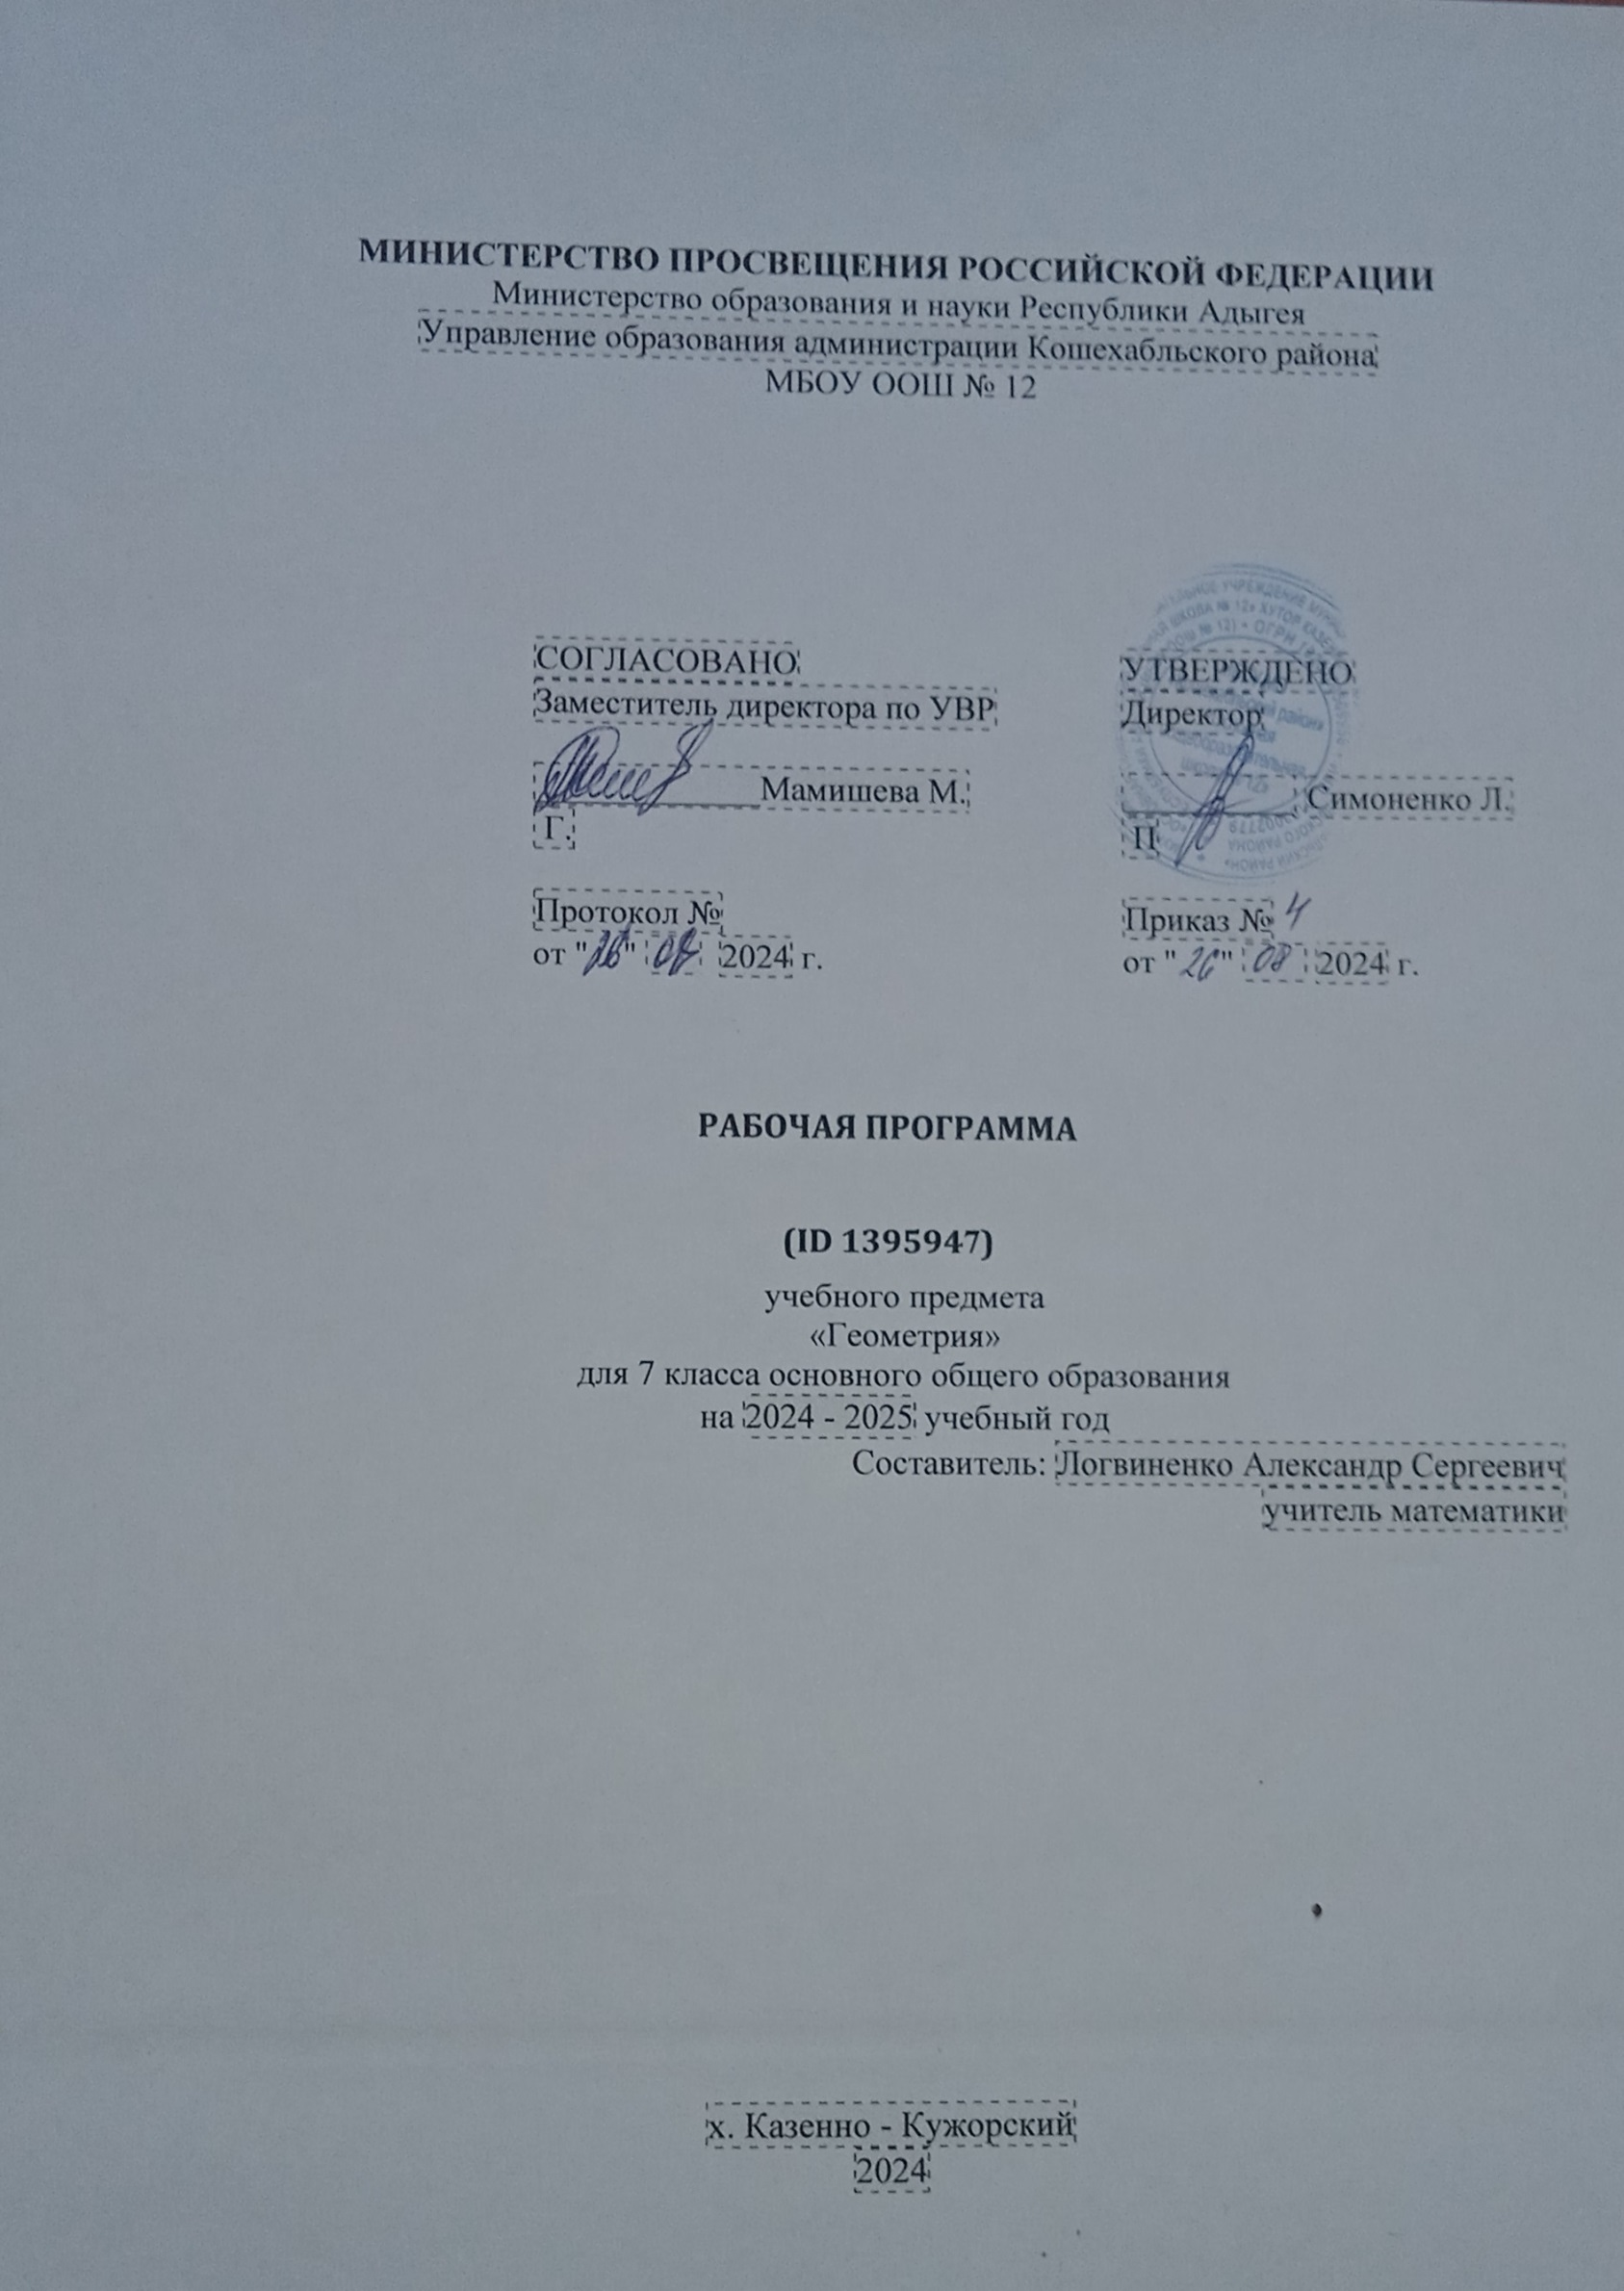 МИНИСТЕРСТВО ПРОСВЕЩЕНИЯ РОССИЙСКОЙ ФЕДЕРАЦИИ
Министерство образования и науки Республики Адыгея
Управление образования администрации Кошехабльского района
МБОУ ООШ № 12
СОГЛАСОВАНО
Заместитель директора по УВР
Мамишева М.
Г.
Протокол №
от "26" 08 2024 г.
УТВЕРЖДЕНО
Директор
Симоненко Л.
П
Приказ № 4
от "26" 08 2024 г.
РАБОЧАЯ ПРОГРАММА
(ID 1395947)
учебного предмета
«Геометрия»
для 7 класса основного общего образования
на 2024 - 2025 учебный год
Составитель: Логвиненко Александр Сергеевич
учитель математики
х. Казенно - Кужорский
2024